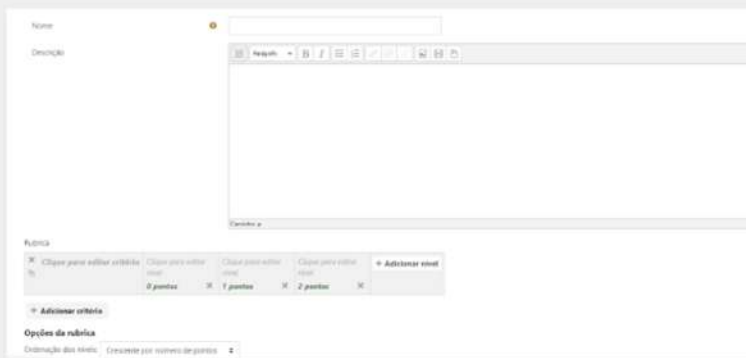 Nome
Descrição
Parágrafo
B I
Caminho: p
Rubrica
Clique para editar critério
Clique para editar nível
0 pontos
Clique para editar nível
1 pontos
Clique para editar nível
2 pontos
+ Adicionar nível
+ Adicionar critério
Opções da rubrica
Ordenação dos níveis: Crescente por número de pontos